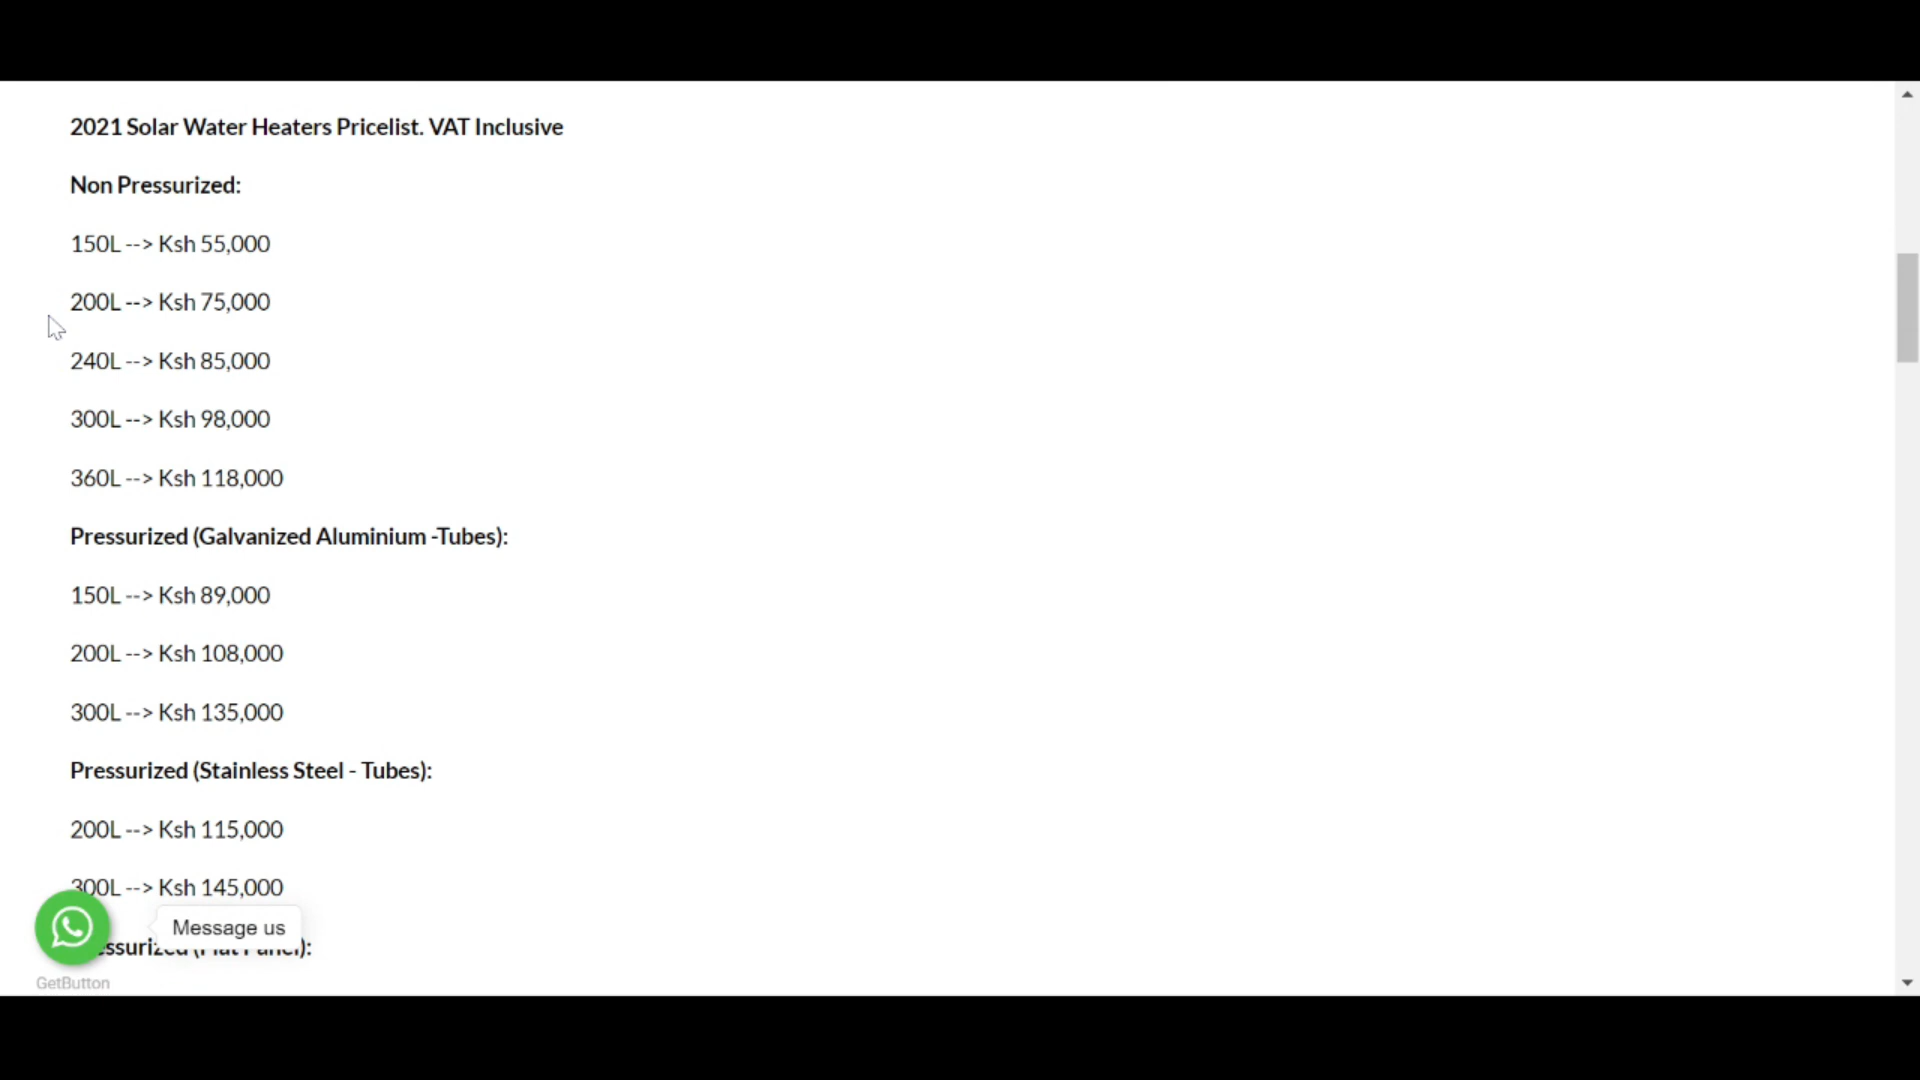 2021 Solar Water Heaters Pricelist. VAT Inclusive
Non Pressurized:
150L --> Ksh 55,000
200L --> Ksh 75,000
240L --> Ksh 85,000
300L --> Ksh 98,000
360L --> Ksh 118,000
Pressurized (Galvanized Aluminium -Tubes):
150L --> Ksh 89,000
200L --> Ksh 108,000
300L --> Ksh 135,000
Pressurized (Stainless Steel - Tubes):
200L --> Ksh 115,000
300L --> Ksh 145,000
Message us
GetButton